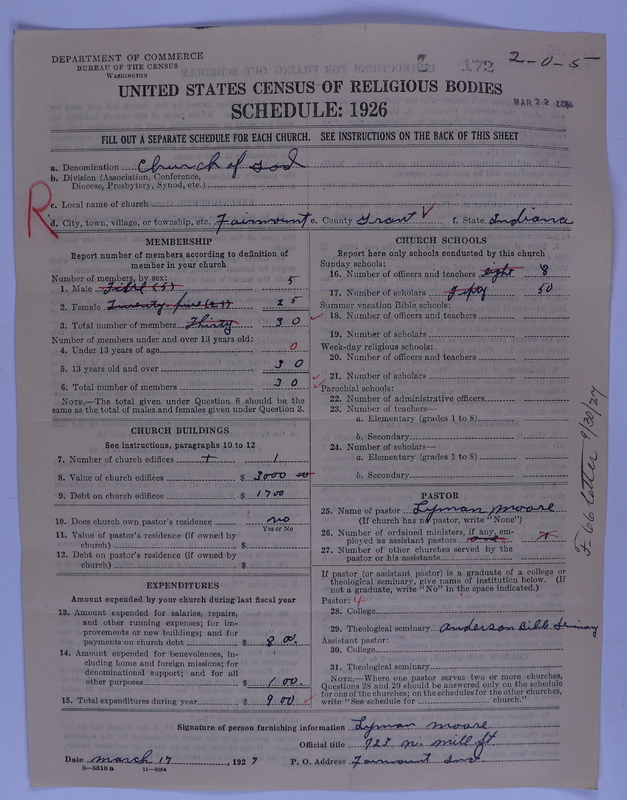 DEPARTMENT OF COMMERCE
BUREAU OF THE CENSUS
WASHINGTON
172
2-0-5
MAR 22
UNITED STATES CENSUS OF RELIGIOUS BODIES
SCHEDULE: 1926
FILL OUT A SEPARATE SCHEDULE FOR EACH CHURCH. SEE INSTRUCTIONS ON THE BACK OF THIS SHEET
R
a. Denomination Church of God
b. Division (Association, Conference,
Diocese, Presbytery, Synod, etc.)
c. Local name of church
d. City, town, village, or township, etc. Fairmount e. County Grant f. State Indiana
MEMBERSHIP
Report number of members according to definition of
member in your church
Number of members, by sex:
1. Male Five (5) 5
2. Female Twenty five (25) 25
3. Total number of members Thirty 30
Number of members under and over 13 years old:
4. Under 13 years of age 0
5. 13 years old and over 30
6. Total number of members 30
NOTE.—The total given under Question 6 should be the
same as the total of males and females given under Question 3.
CHURCH BUILDINGS
See instructions, paragraphs 10 to 12
7. Number of church edifices 1
8. Value of church edifices $ 3000 00
9. Debt on church edifices $ 1700
10. Does church own pastor's residence no
Yes or No
11. Value of pastor's residence (if owned by
church) $
12. Debt on pastor's residence (if owned by
church) $
EXPENDITURES
Amount expended by your church during last fiscal year
13. Amount expended for salaries, repairs,
and other running expenses; for im-
provements or new buildings; and for
payments on church debt $ 8 00
14. Amount expended for benevolences, in-
cluding home and foreign missions; for
denominational support; and for all
other purposes $ 1 00
15. Total expenditures during year $ 9 00
CHURCH SCHOOLS
Report here only schools conducted by this church
Sunday schools:
16. Number of officers and teachers eight 8
17. Number of scholars 50
Summer vacation Bible schools:
18. Number of officers and teachers
19. Number of scholars
Week-day religious schools:
20. Number of officers and teachers
21. Number of scholars
Parochial schools:
22. Number of administrative officers
23. Number of teachers—
a. Elementary (grades 1 to 8)
b. Secondary
24. Number of scholars—
a. Elementary (grades 1 to 8)
b. Secondary
PASTOR
25. Name of pastor Lyman Moore
(If church has no pastor, write "None")
26. Number of ordained ministers, if any, em-
ployed as assistant pastors
27. Number of other churches served by the
pastor or his assistants
If pastor (or assistant pastor) is a graduate of a college or
theological seminary, give name of institution below. (If
not a graduate, write "No" in the space indicated.)
Pastor: 4
28. College
29. Theological seminary Anderson Bible Seminay
Assistant pastor:
30. College
31. Theological seminary
NOTE.—Where one pastor serves two or more churches,
Questions 28 and 29 should be answered only on the schedule
for one of the churches; on the schedules for the other churches,
write "See schedule for church."
F-66 letter 9/30/27
Signature of person furnishing information Lyman Moore
Official title 728 N. Mill St
Date March 17, 1927 P. O. Address Fairmount Ind
8—5518 a 11—9054